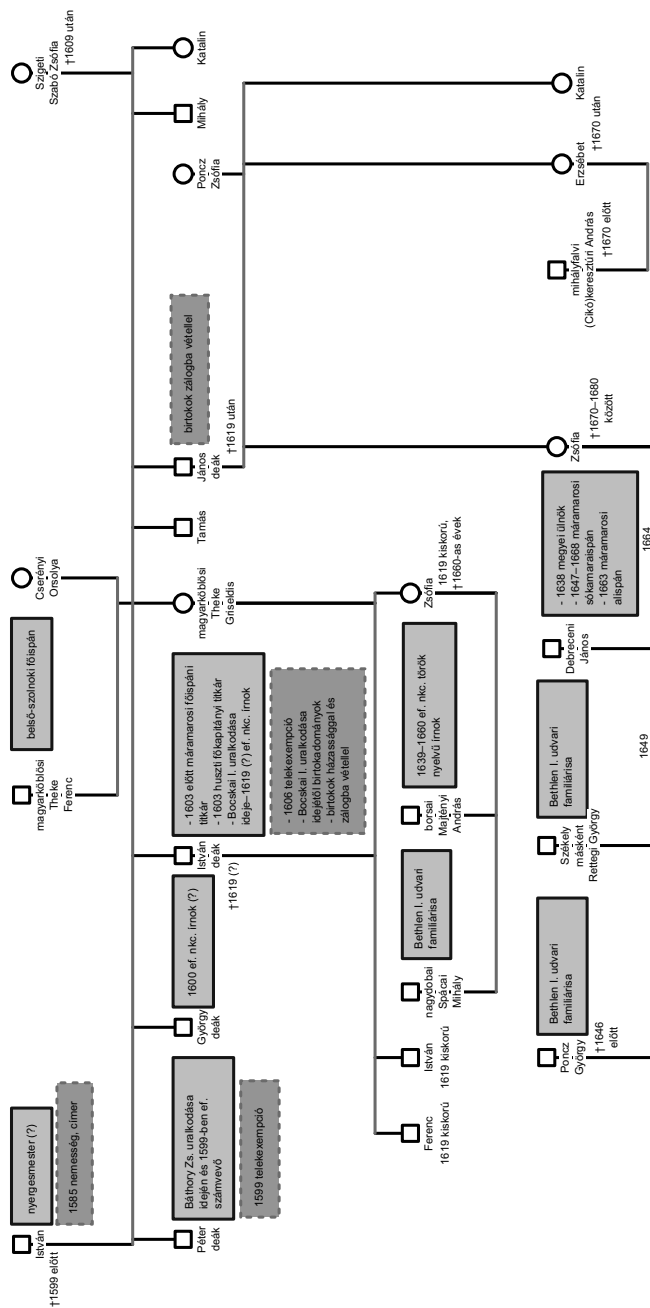 István
†1599 előtt
nyergesmester (?)
1585 nemesség, címer
magyarköblösi
Theke
Ferenc
belső-szolnoki főispán
Cserényi
Orsolya
Szigeti
Szabó Zsófia
†1609 után
Péter
deák
Báthory Zs. uralkodása
idején és 1599-ben ef.
számvevő
1599 telekexempció
György
deák
1600 ef. nkc. írnok (?)
István
deák
†1619 (?)
- 1603 előtt máramarosi főispáni
titkár
- 1603 huszti főkapitányi titkár
- Bocskai I. uralkodása
ideje–1619 (?) ef. nkc. írnok
- 1606 telekexempció
- Bocskai I. uralkodása
idejétől birtokadományok
- birtokok házassággal és
zálogba vétellel
magyarköblösi
Theke
Griseldis
Tamás
János
deák
†1619 után
birtokok zálogba vétellel
Poncz
Zsófia
Mihály
Katalin
Ferenc
1619 kiskorú
István
1619 kiskorú
nagydobai
Spácai
Mihály
Bethlen I. udvari
familiárisa
borsai
Majtényi
András
1639–1660 ef. nkc. török
nyelvű írnok
Zsófia
1619 kiskorú,
†1660-as évek
Poncz
György
†1646
előtt
Bethlen I. udvari
familiárisa
Székely
másként
Rettegi György
Bethlen I. udvari
familiárisa
1649
Debreceni
János
- 1638 megyei ülnök
- 1647–1668 máramarosi
sókamaraispán
- 1663 máramarosi
alispán
1664
Zsófia
†1670–1680
között
mihályfalvi
(Cikó)keresztúri András
†1670 előtt
Erzsébet
†1670 után
Katalin